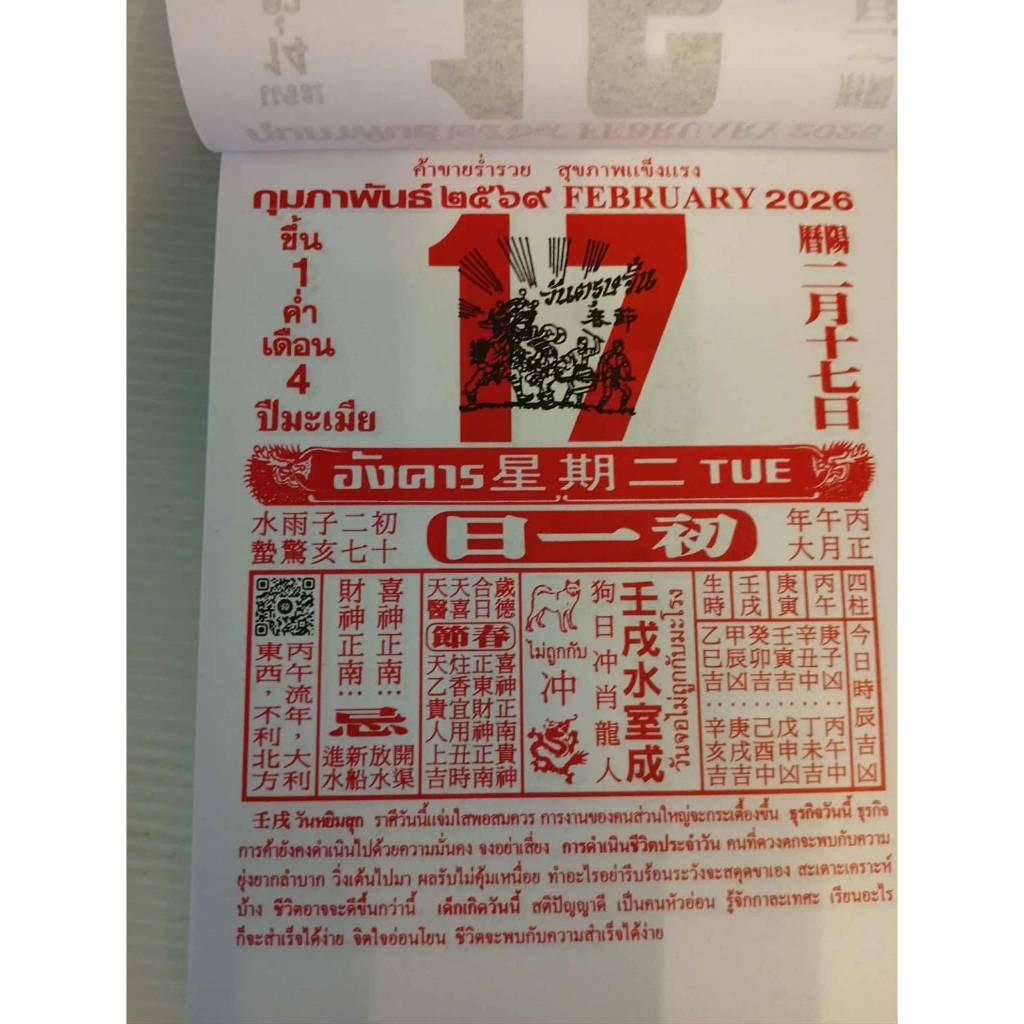 ค้าขายร่ำรวย สุขภาพแข็งแรง
กุมภาพันธ์ ๒๕๖๙ FEBRUARY 2026
ขึ้น
1
ค่ำ
เดือน
4
ปีมะเมีย
17
วันตรุษจีน
春節
陽曆
二月十七日
อังคาร 星期二 TUE
水雨子二初
蟄驚亥七十
日一初
年午丙
大月正
丙午流年,大利
東西,不利北方
喜神正南…
財神正南…
忌
開渠
放水
新船
進水
歲德
合日
天喜
天醫
節春
喜神正南貴神
正東財神正南
炷香宜用丑時
天乙貴人上吉
ไม่ถูกกับ
冲
狗日冲肖龍人
壬戌水室成
วันจอไม่ถูกกับมะโรง
四柱
丙午
庚寅
壬戌
生時
今日時辰吉凶
庚子凶
辛丑中
壬寅吉
癸卯吉
甲辰凶
乙巳吉
丙午中
丁未吉
戊申凶
己酉中
庚戌吉
辛亥吉
壬戌 วันหยิมสุก ราศีวันนี้แจ่มใสพอสมควร การงานของคนส่วนใหญ่จะกระเตื้องขึ้น ธุรกิจวันนี้ ธุรกิจ
การค้ายังคงดำเนินไปด้วยความมั่นคง จงอย่าเสี่ยง การดำเนินชีวิตประจำวัน คนที่ดวงตกจะพบกับความ
ยุ่งยากลำบาก วิ่งเต้นไปมา ผลรับไม่คุ้มเหนื่อย ทำอะไรอย่ารีบร้อนระวังจะสดุดขาเอง สะเดาะเคราะห์
บ้าง ชีวิตอาจจะดีขึ้นกว่านี้ เด็กเกิดวันนี้ สติปัญญาดี เป็นคนหัวอ่อน รู้จักกาละเทศะ เรียนอะไร
ก็จะสำเร็จได้ง่าย จิตใจอ่อนโยน ชีวิตจะพบกับความสำเร็จได้ง่าย